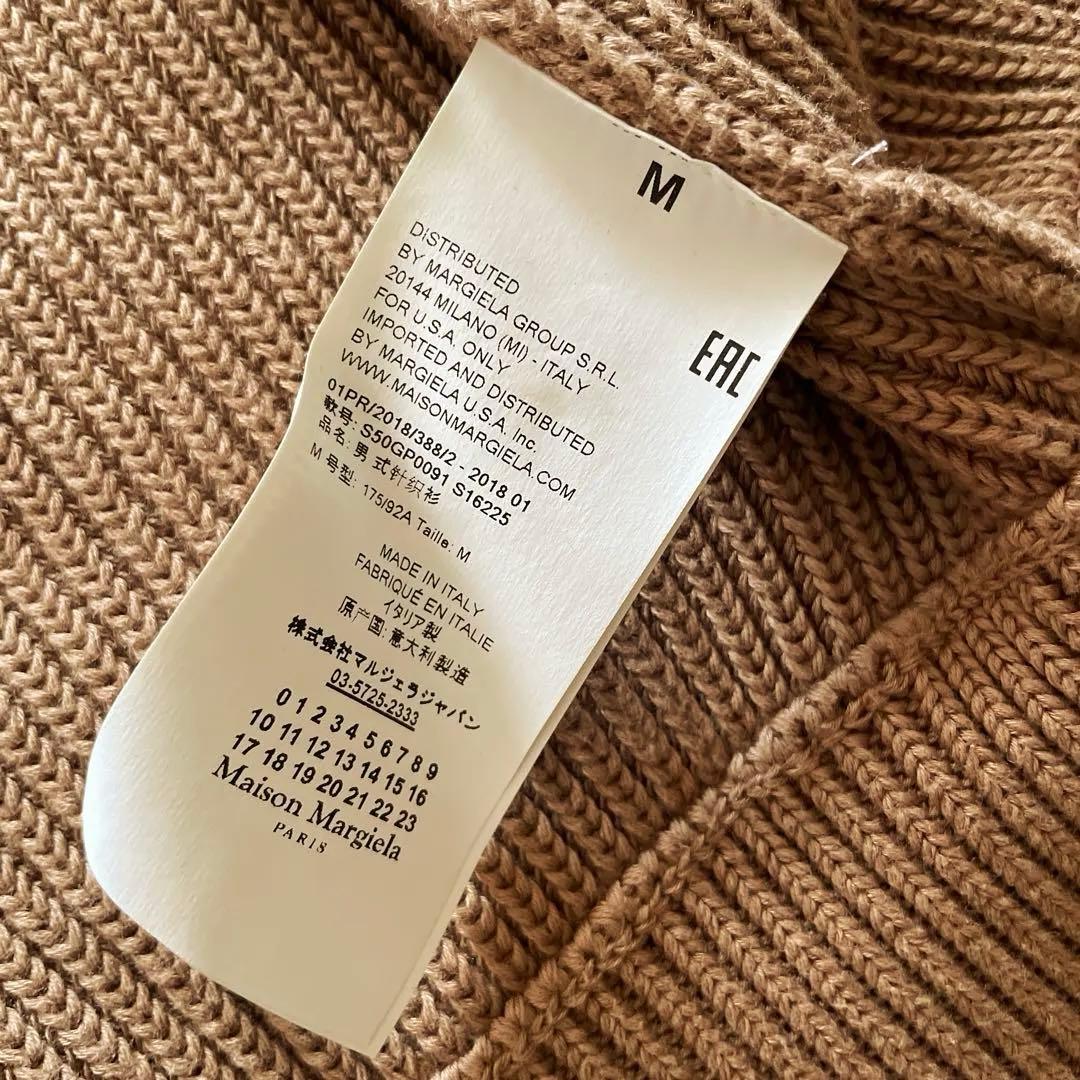 M
EAC
DISTRIBUTED
BY MARGIELA GROUP S.R.L.
20144 MILANO (MI) - ITALY
FOR U.S.A. ONLY
IMPORTED AND DISTRIBUTED
BY MARGIELA U.S.A. Inc.
WWW.MAISONMARGIELA.COM
01PR/2018/388/2 - 2018 01
款号: S50GP0091 S16225
品名: 男 式针织衫
M 号型: 175/92A Taille: M
MADE IN ITALY
FABRIQUÉ EN ITALIE
イタリア製
原产国: 意大利製造
株式会社マルジェラジャパン
03-5725-2333
0 1 2 3 4 5 6 7 8 9
10 11 12 13 14 15 16
17 18 19 20 21 22 23
Maison Margiela
PARIS